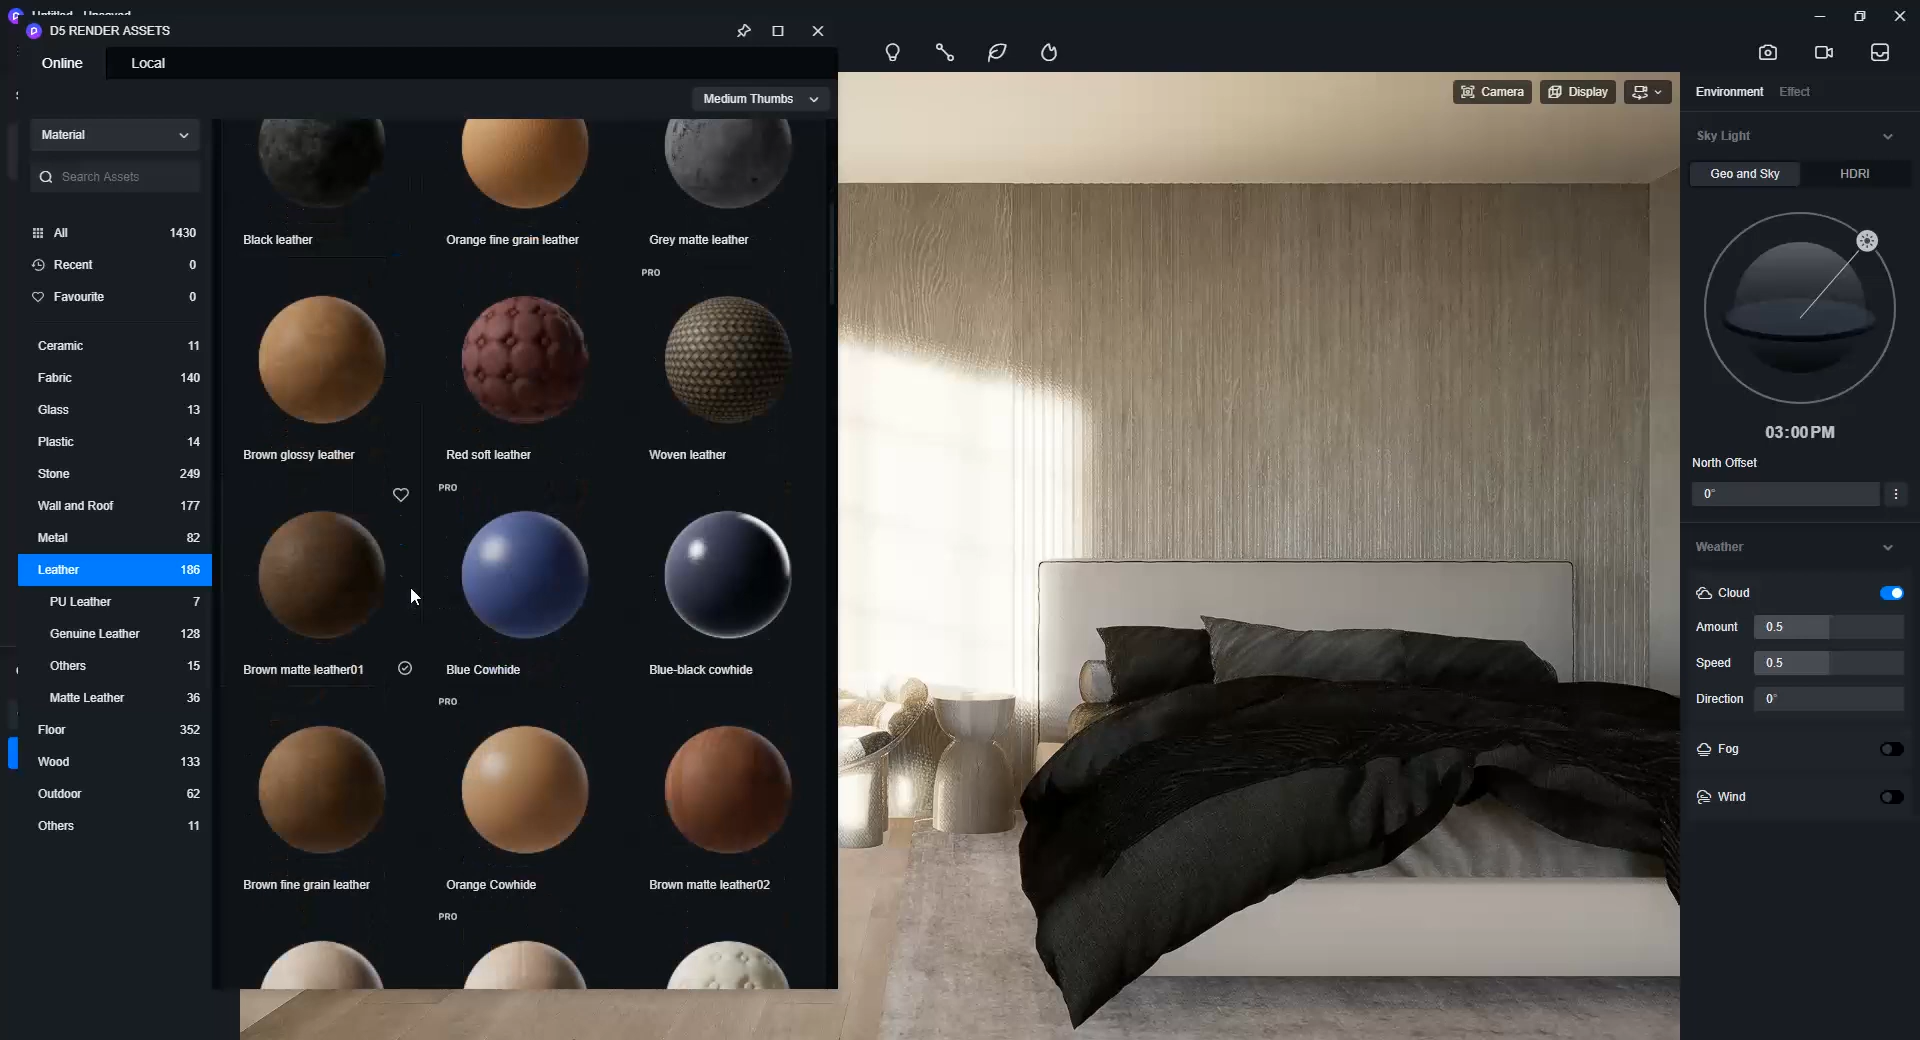 D5 RENDER ASSETS
Online
Local
Medium Thumbs
Material
Search Assets
All 1430
Recent 0
Favourite 0
Ceramic 11
Fabric 140
Glass 13
Plastic 14
Stone 249
Wall and Roof 177
Metal 82
Leather 186
PU Leather 7
Genuine Leather 128
Others 15
Matte Leather 36
Floor 352
Wood 133
Outdoor 62
Others 11
Black leather
Orange fine grain leather
Grey matte leather
PRO
Brown glossy leather
Red soft leather
Woven leather
PRO
Brown matte leather01
Blue Cowhide
Blue-black cowhide
PRO
Brown fine grain leather
Orange Cowhide
Brown matte leather02
PRO
Camera
Display
Environment
Effect
Sky Light
Geo and Sky
HDRI
03:00 PM
North Offset
0°
Weather
Cloud
Amount 0.5
Speed 0.5
Direction 0°
Fog
Wind